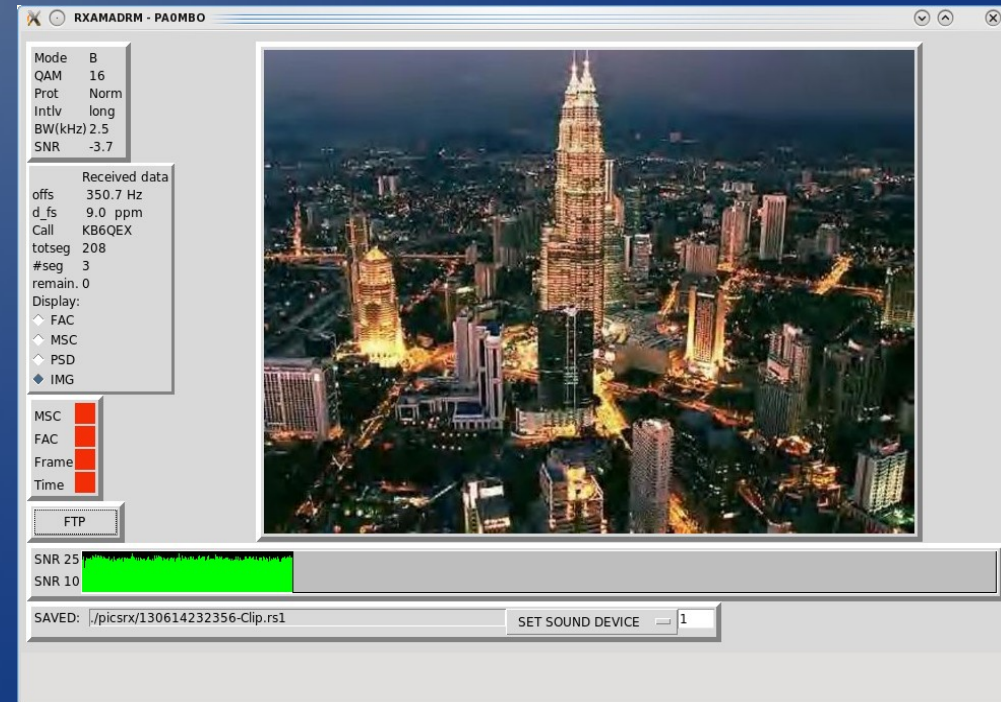 RXAMADRM - PA0MBO
Mode B
QAM 16
Prot Norm
Intlv long
BW(kHz) 2.5
SNR -3.7
Received data
offs 350.7 Hz
d_fs 9.0 ppm
Call KB6QEX
totseg 208
#seg 3
remain. 0
Display:
FAC
MSC
PSD
IMG
MSC
FAC
Frame
Time
FTP
SNR 25
SNR 10
SAVED: ./picsrx/130614232356-Clip.rs1 SET SOUND DEVICE 1